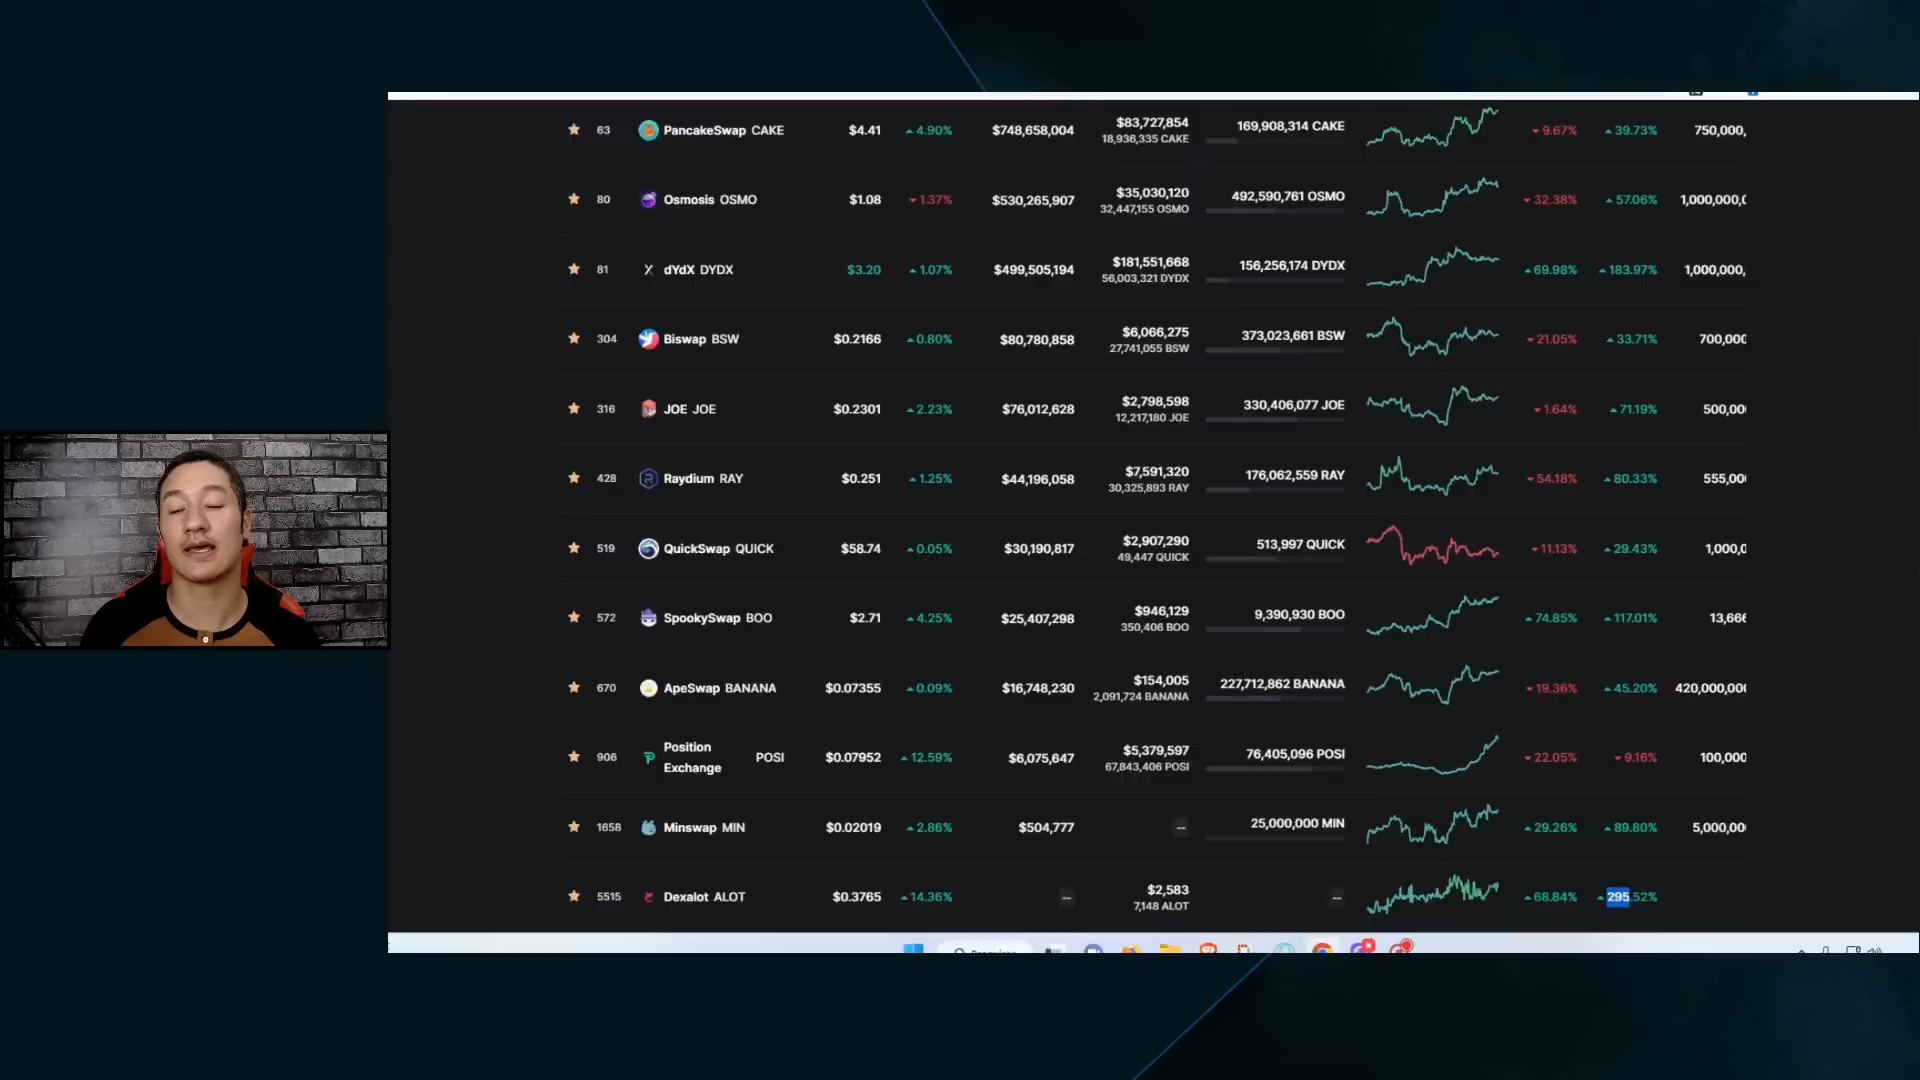 63 PancakeSwap CAKE $4.41 4.90% $748,658,004 $83,727,854 169,908,314 CAKE 9.67% 39.73% 750,000,
18,936,335 CAKE
80 Osmosis OSMO $1.08 1.37% $530,265,907 $35,030,120 492,590,761 OSMO 32.38% 57.06% 1,000,000,0
32,447,155 OSMO
81 dYdX DYDX $3.20 1.07% $499,505,194 $181,551,668 156,256,174 DYDX 69.98% 183.97% 1,000,000,
56,003,321 DYDX
304 Biswap BSW $0.2166 0.80% $80,780,858 $6,066,275 373,023,661 BSW 21.05% 33.71% 700,000
27,741,055 BSW
316 JOE JOE $0.2301 2.23% $76,012,628 $2,798,598 330,406,077 JOE 1.64% 71.19% 500,00
12,217,180 JOE
428 Raydium RAY $0.251 1.25% $44,196,058 $7,591,320 176,062,559 RAY 54.18% 80.33% 555,00
30,325,893 RAY
519 QuickSwap QUICK $58.74 0.05% $30,190,817 $2,907,290 513,997 QUICK 11.13% 29.43% 1,000,0
49,447 QUICK
572 SpookySwap BOO $2.71 4.25% $25,407,298 $946,129 9,390,930 BOO 74.85% 117.01% 13,666
350,406 BOO
670 ApeSwap BANANA $0.07355 0.09% $16,748,230 $154,005 227,712,862 BANANA 19.36% 45.20% 420,000,000
2,091,724 BANANA
906 Position Exchange POSI $0.07952 12.59% $6,075,647 $5,379,597 76,405,096 POSI 22.05% 9.16% 100,000
67,843,406 POSI
1658 Minswap MIN $0.02019 2.86% $504,777 -- 25,000,000 MIN 29.26% 89.80% 5,000,00
5515 Dexalot ALOT $0.3765 14.36% -- $2,583 -- 68.84% 295.52%
7,148 ALOT